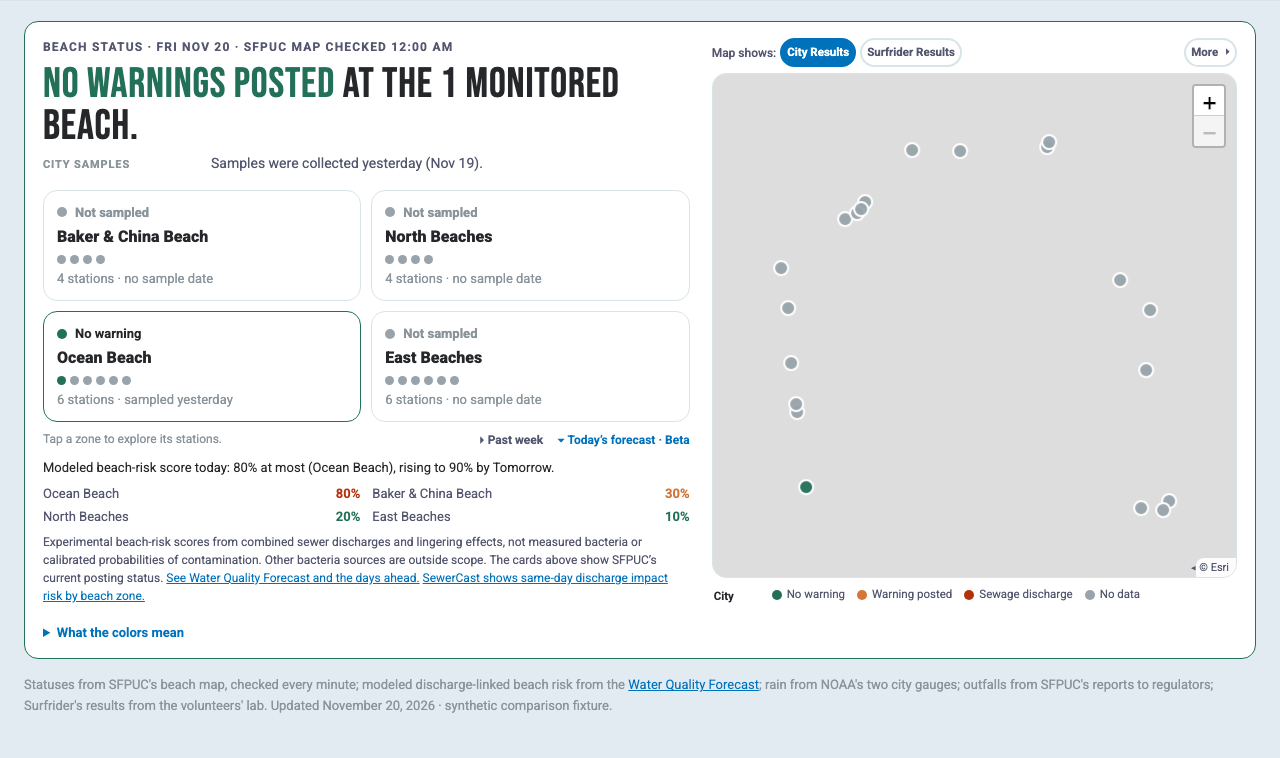 BEACH STATUS · FRI NOV 20 · SFPUC MAP CHECKED 12:00 AM
NO WARNINGS POSTED AT THE 1 MONITORED
BEACH.
CITY SAMPLES Samples were collected yesterday (Nov 19).
Not sampled
Baker & China Beach
4 stations · no sample date
Not sampled
North Beaches
4 stations · no sample date
No warning
Ocean Beach
6 stations · sampled yesterday
Not sampled
East Beaches
6 stations · no sample date
Tap a zone to explore its stations.
Past week
Today's forecast · Beta
Modeled beach-risk score today: 80% at most (Ocean Beach), rising to 90% by Tomorrow.
Ocean Beach 80% Baker & China Beach 30%
North Beaches 20% East Beaches 10%
Experimental beach-risk scores from combined sewer discharges and lingering effects, not measured bacteria or
calibrated probabilities of contamination. Other bacteria sources are outside scope. The cards above show SFPUC's
current posting status. See Water Quality Forecast and the days ahead. SewerCast shows same-day discharge impact
risk by beach zone.
What the colors mean
Map shows: City Results Surfrider Results More
+
−
© Esri
City No warning Warning posted Sewage discharge No data
Statuses from SFPUC's beach map, checked every minute; modeled discharge-linked beach risk from the Water Quality Forecast; rain from NOAA's two city gauges; outfalls from SFPUC's reports to regulators;
Surfrider's results from the volunteers' lab. Updated November 20, 2026 · synthetic comparison fixture.